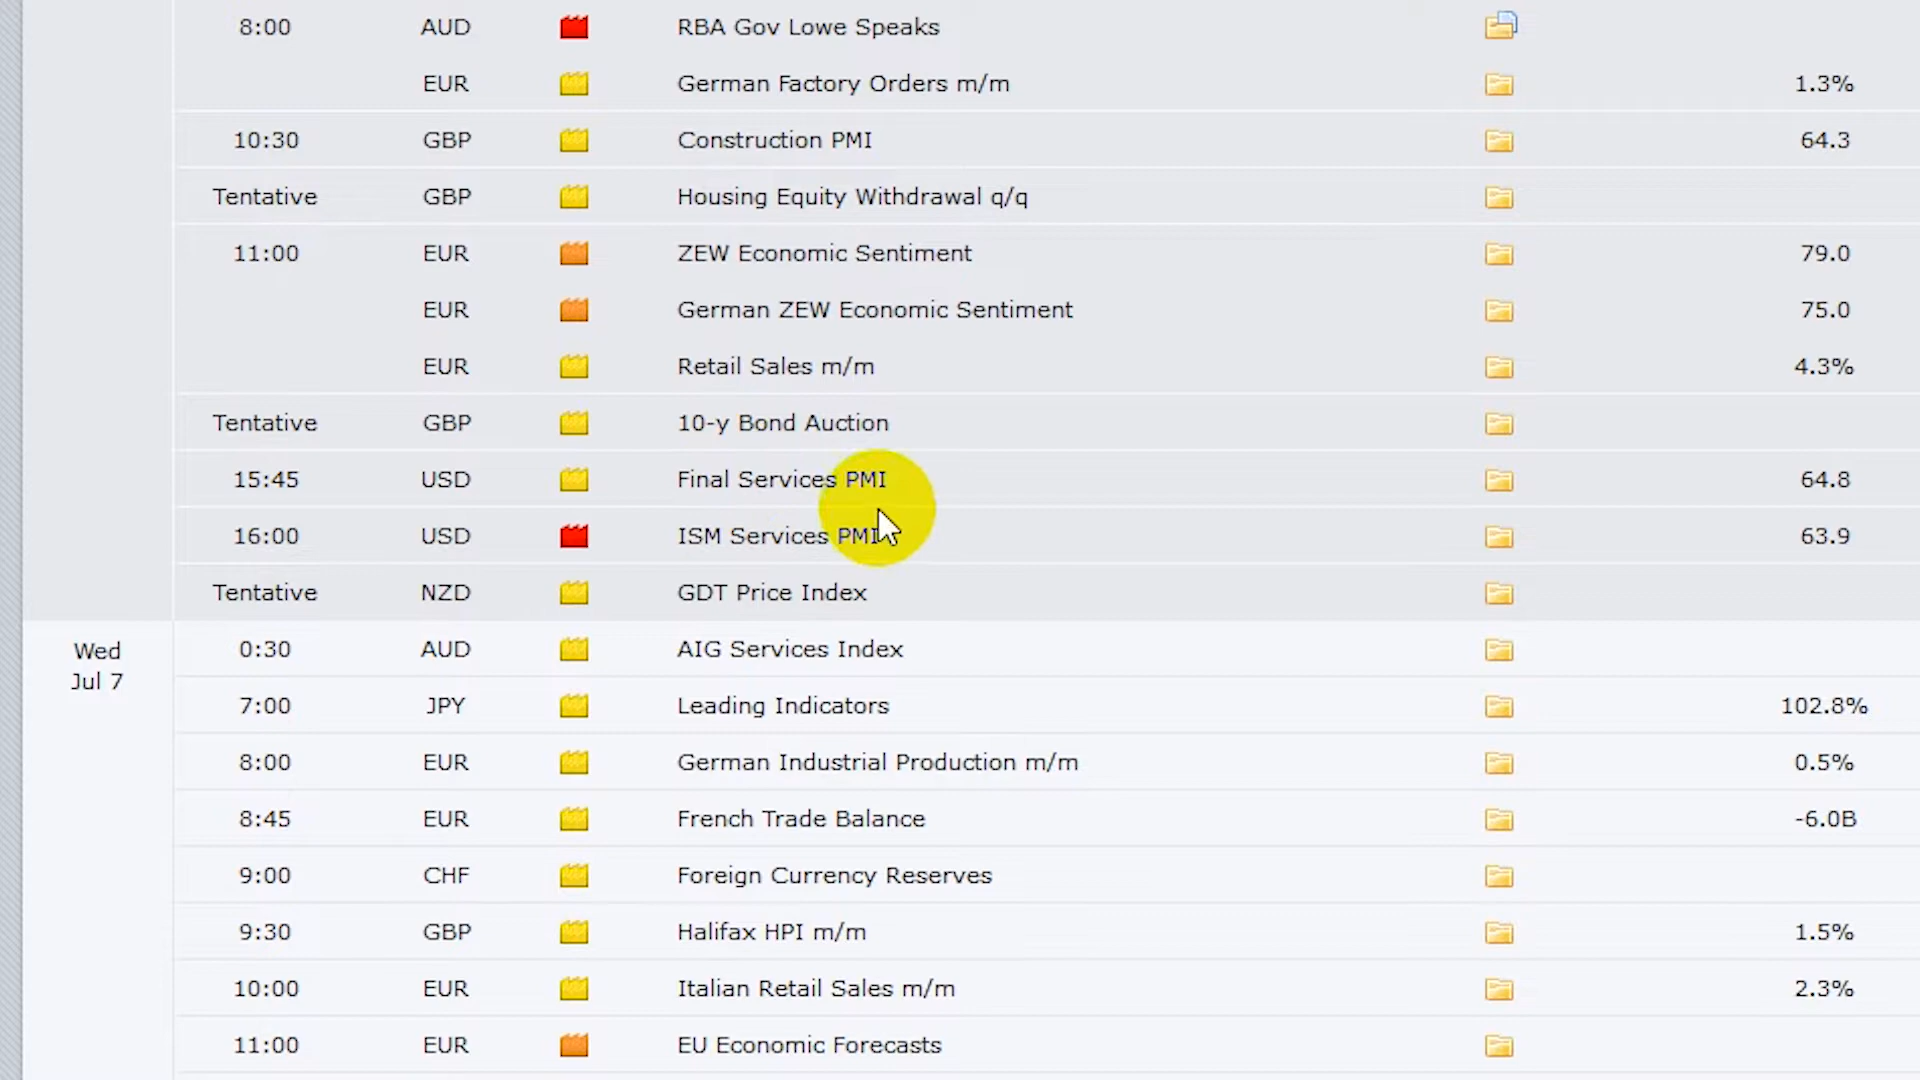 8:00 AUD RBA Gov Lowe Speaks
EUR German Factory Orders m/m 1.3%
10:30 GBP Construction PMI 64.3
Tentative GBP Housing Equity Withdrawal q/q
11:00 EUR ZEW Economic Sentiment 79.0
EUR German ZEW Economic Sentiment 75.0
EUR Retail Sales m/m 4.3%
Tentative GBP 10-y Bond Auction
15:45 USD Final Services PMI 64.8
16:00 USD ISM Services PMI 63.9
Tentative NZD GDT Price Index
Wed Jul 7 0:30 AUD AIG Services Index
7:00 JPY Leading Indicators 102.8%
8:00 EUR German Industrial Production m/m 0.5%
8:45 EUR French Trade Balance -6.0B
9:00 CHF Foreign Currency Reserves
9:30 GBP Halifax HPI m/m 1.5%
10:00 EUR Italian Retail Sales m/m 2.3%
11:00 EUR EU Economic Forecasts